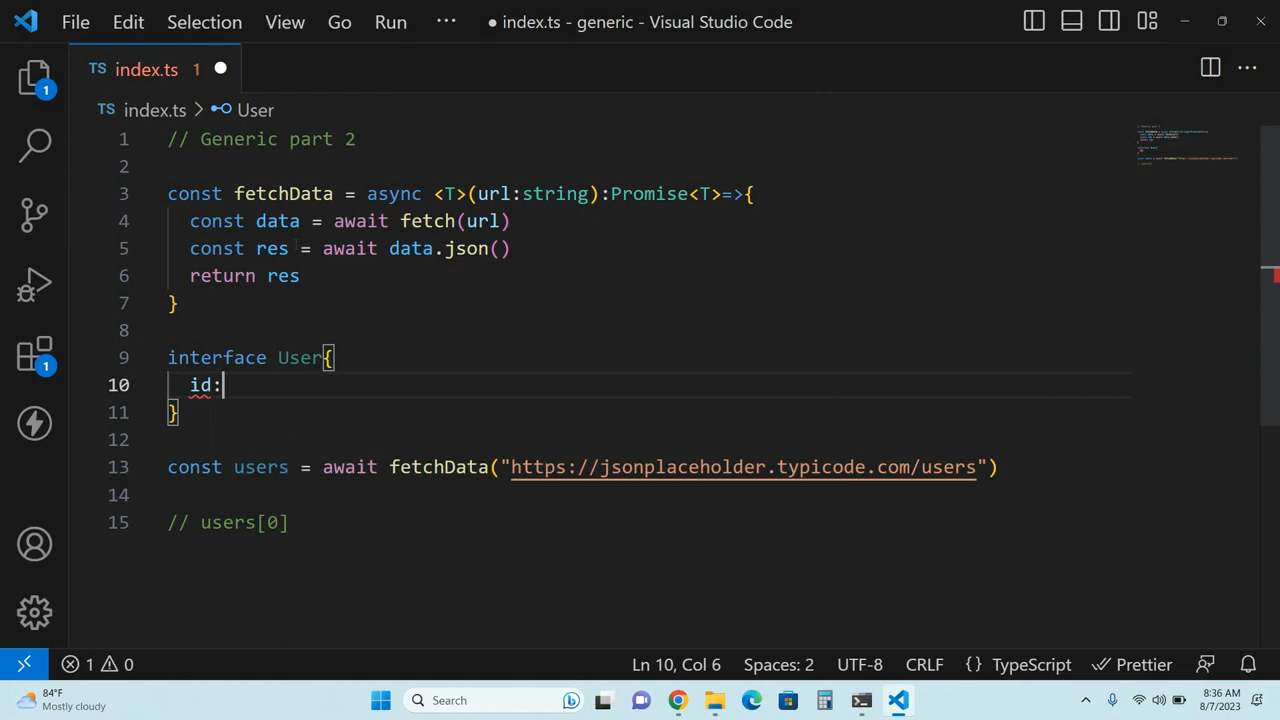 File Edit Selection View Go Run ··· ● index.ts - generic - Visual Studio Code
TS index.ts 1
TS index.ts > User
1 // Generic part 2
2
3 const fetchData = async <T>(url:string):Promise<T>=>{
4 const data = await fetch(url)
5 const res = await data.json()
6 return res
7 }
8
9 interface User{
10 id:
11 }
12
13 const users = await fetchData("https://jsonplaceholder.typicode.com/users")
14
15 // users[0]
1
1
1 0 Ln 10, Col 6 Spaces: 2 UTF-8 CRLF {} TypeScript Prettier
84°F
Mostly cloudy
Search
8:36 AM
8/7/2023